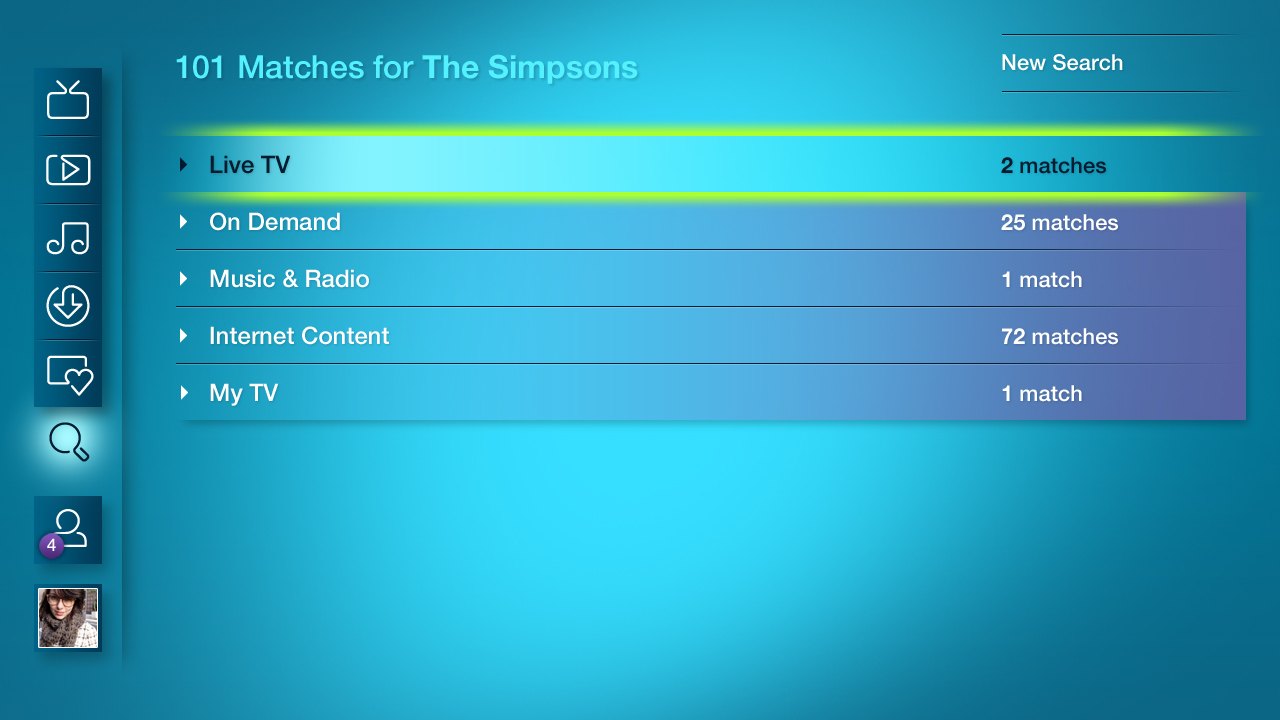 101 Matches for The Simpsons
New Search
Live TV 2 matches
On Demand 25 matches
Music & Radio 1 match
Internet Content 72 matches
My TV 1 match
4